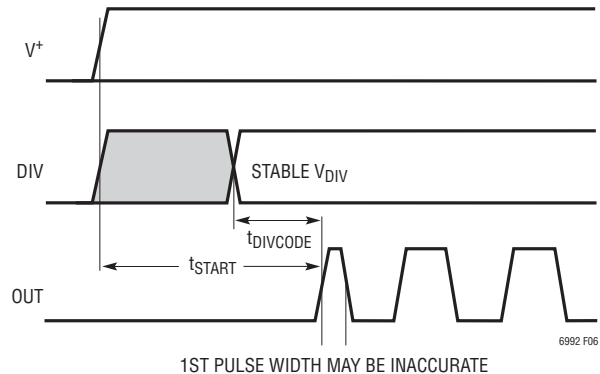 V+
DIV
STABLE VDIV
tDIVCODE
tSTART
OUT
6992 F06
1ST PULSE WIDTH MAY BE INACCURATE